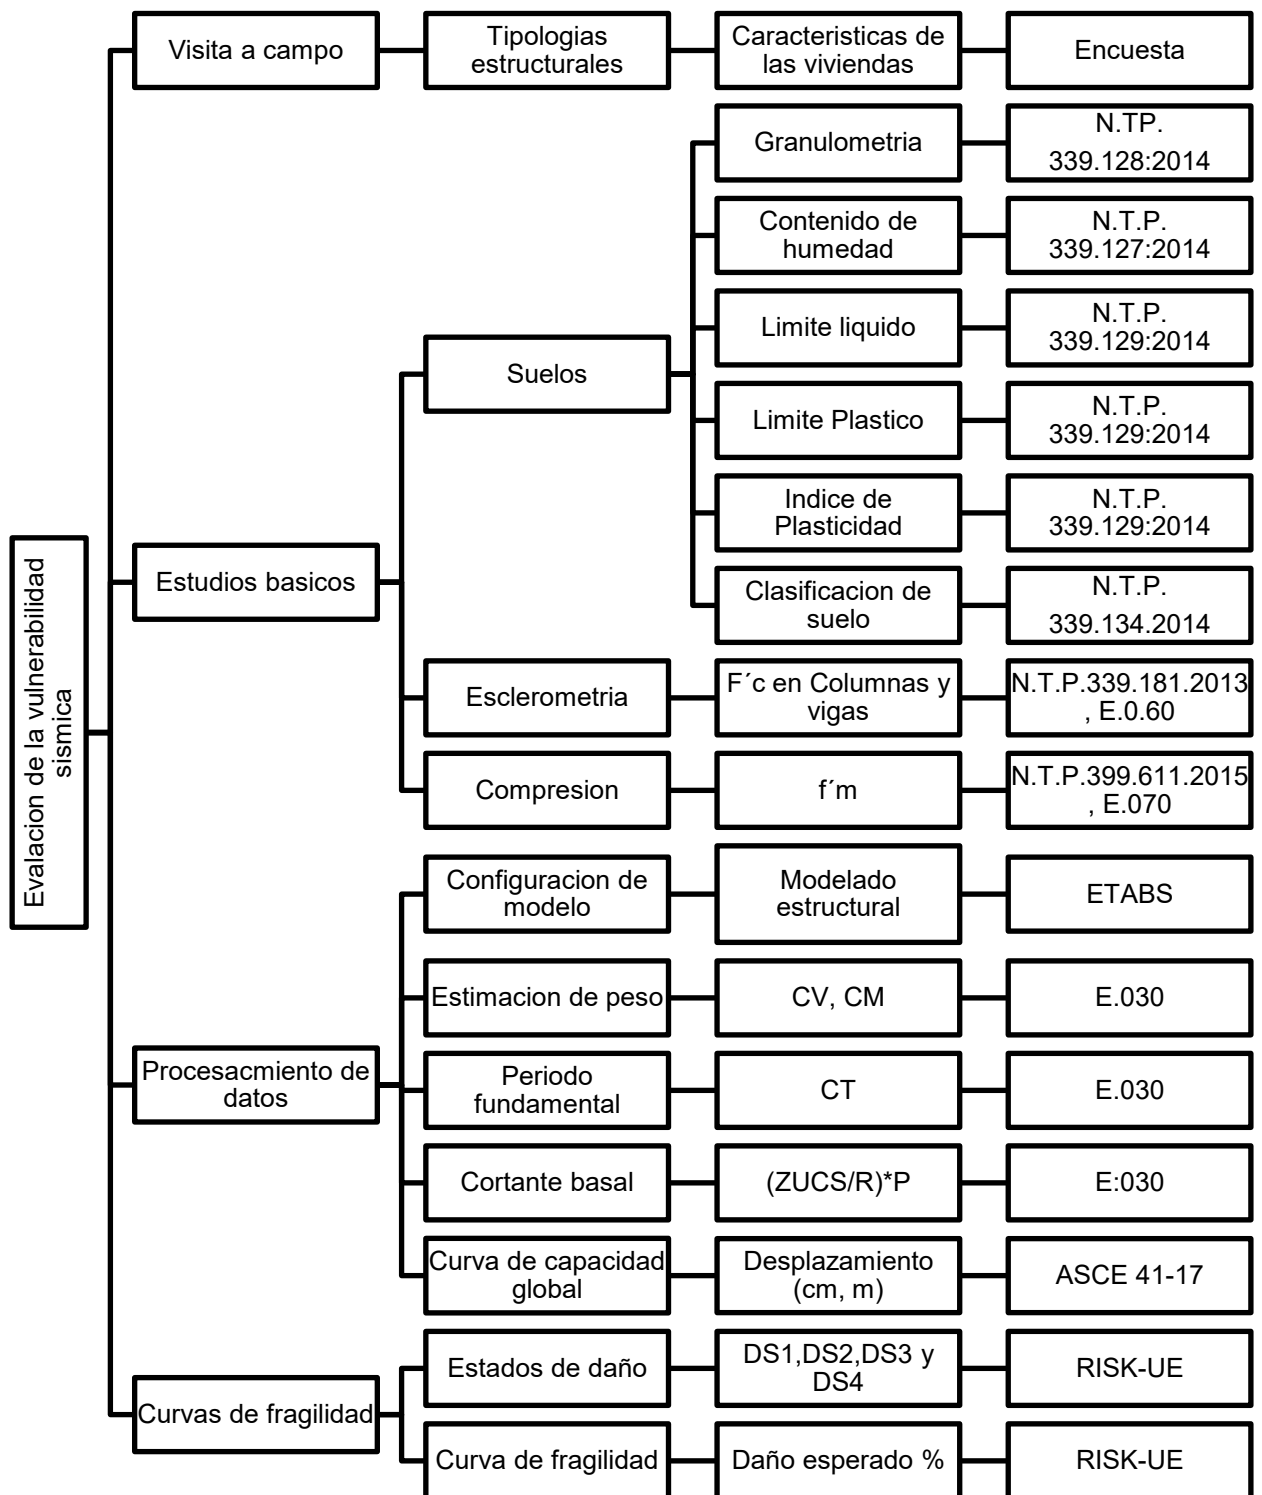 Evalacion de la vulnerabilidad
sismica
Visita a campo
Tipologias
estructurales
Caracteristicas de
las viviendas
Encuesta
Estudios basicos
Suelos
Granulometria
N.TP.
339.128:2014
Contenido de
humedad
N.T.P.
339.127:2014
Limite liquido
N.T.P.
339.129:2014
Limite Plastico
N.T.P.
339.129:2014
Indice de
Plasticidad
N.T.P.
339.129:2014
Clasificacion de
suelo
N.T.P.
339.134.2014
Esclerometria
F´c en Columnas y
vigas
N.T.P.339.181.2013
, E.0.60
Compresion
f´m
N.T.P.399.611.2015
, E.070
Procesacmiento de
datos
Configuracion de
modelo
Modelado
estructural
ETABS
Estimacion de peso
CV, CM
E.030
Periodo
fundamental
CT
E.030
Cortante basal
(ZUCS/R)*P
E:030
Curva de capacidad
global
Desplazamiento
(cm, m)
ASCE 41-17
Curvas de fragilidad
Estados de daño
DS1,DS2,DS3 y
DS4
RISK-UE
Curva de fragilidad
Daño esperado %
RISK-UE